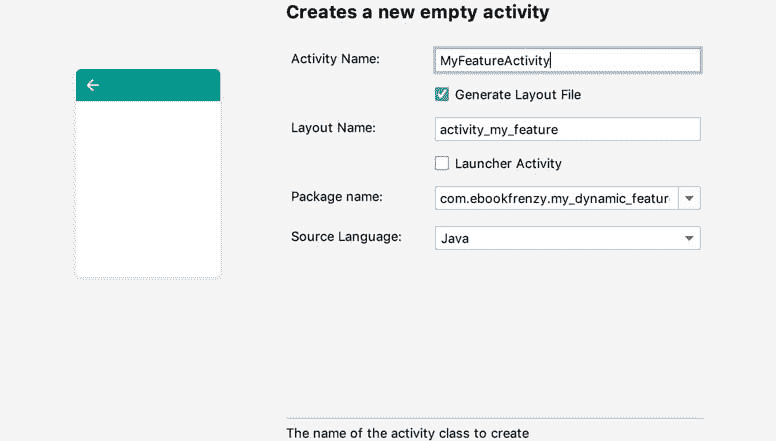 Creates a new empty activity
Activity Name: MyFeatureActivity
Generate Layout File
Layout Name: activity_my_feature
Launcher Activity
Package name: com.ebookfrenzy.my_dynamic_featur
Source Language: Java
The name of the activity class to create